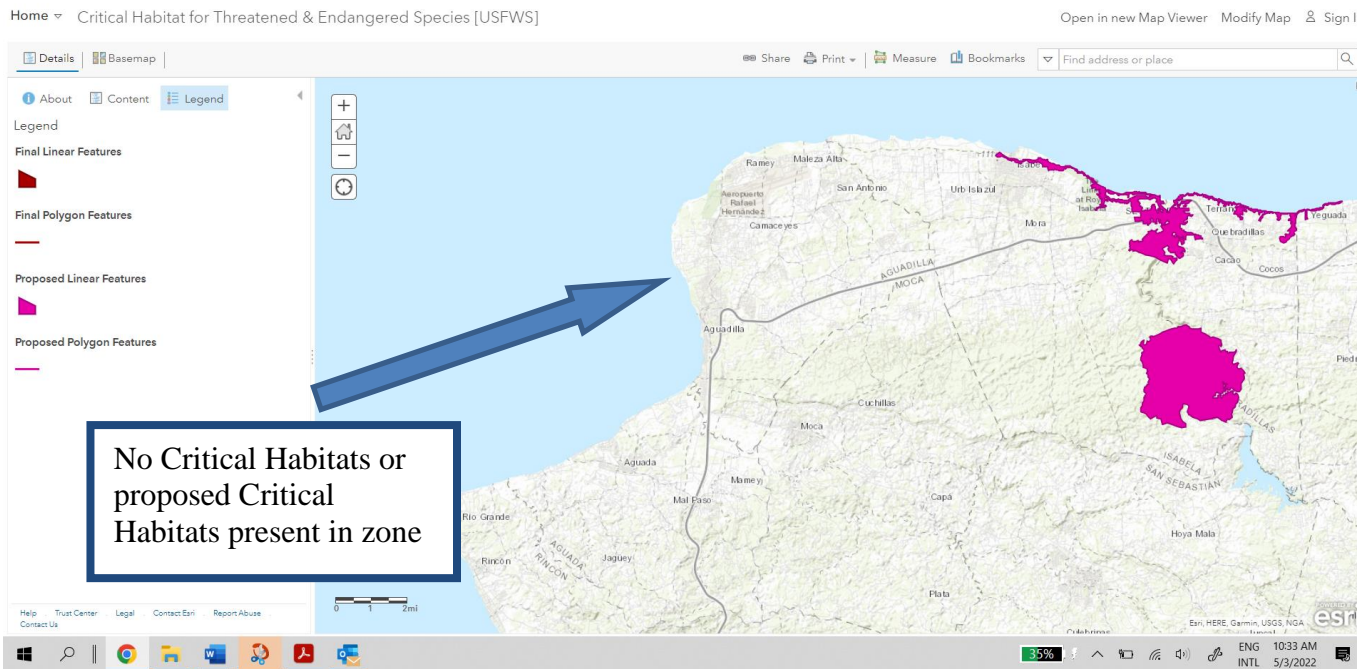 Home Critical Habitat for Threatened & Endangered Species [USFWS]
Open in new Map Viewer Modify Map Sign I
Details Basemap
Share Print Measure Bookmarks Find address or place
About Content Legend
Legend
Final Linear Features
Final Polygon Features
Proposed Linear Features
Proposed Polygon Features
No Critical Habitats or
proposed Critical
Habitats present in zone
Ramey
Maleza Alta
San Antonio
Urb Isla zul
Aeropuerto
Rafael
Hernández
Camaceyes
Mora
Terran
Yeguada
Quebradillas
Cacao
Cocos
AGUADILLA
MOCA
Aguadilla
Cuchillas
Moca
Aguada
Mamey
Mal Paso
Capá
ISABELA
SAN SEBASTIAN
Rio Grande
Hoya Mala
AGUADA
RINCÓN
Rincón
Jaguey
Plata
0 1 2mi
Esri, HERE, Garmin, USGS, NGA
POWERED BY
esri
Help Trust Center Legal Contact Esri Report Abuse
Contact Us
35%
ENG
INTL
10:33 AM
5/3/2022